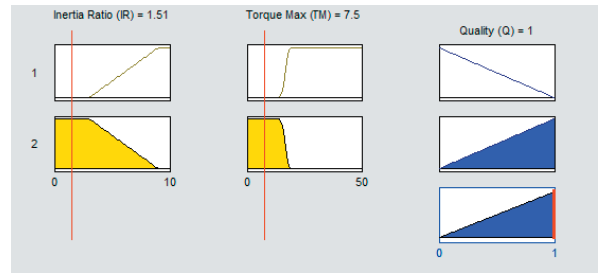 Inertia Ratio (IR) = 1.51
Torque Max (TM) = 7.5
Quality (Q) = 1
1
2
0 10
0 50
0 1